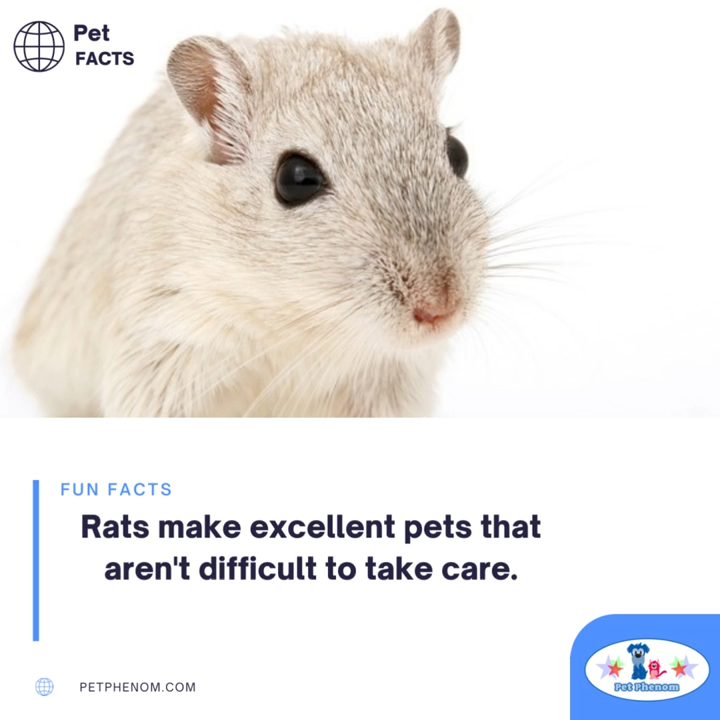 Pet
FACTS
FUN FACTS
Rats make excellent pets that
aren't difficult to take care.
PETPHENOM.COM
Pet Phenom